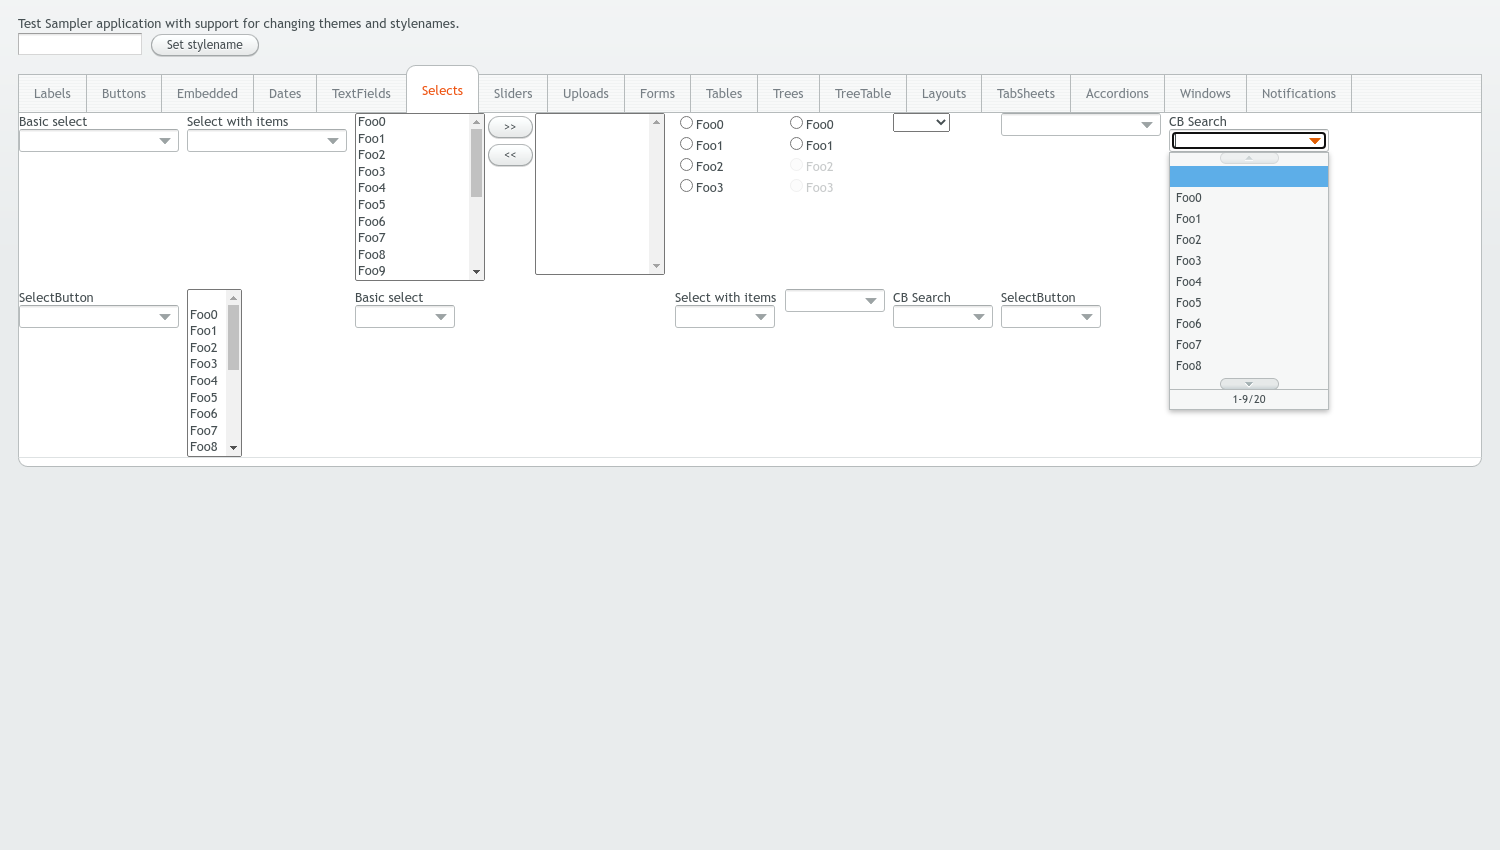 Test Sampler application with support for changing themes and stylenames.
Set stylename
Labels Buttons Embedded Dates TextFields Selects Sliders Uploads Forms Tables Trees TreeTable Layouts TabSheets Accordions Windows Notifications
Basic select
Select with items
Foo0
Foo1
Foo2
Foo3
Foo4
Foo5
Foo6
Foo7
Foo8
Foo9
>>
<<
Foo0
Foo1
Foo2
Foo3
Foo0
Foo1
Foo2
Foo3
CB Search
Foo0
Foo1
Foo2
Foo3
Foo4
Foo5
Foo6
Foo7
Foo8
1-9/20
SelectButton
Foo0
Foo1
Foo2
Foo3
Foo4
Foo5
Foo6
Foo7
Foo8
Basic select
Select with items
CB Search
SelectButton